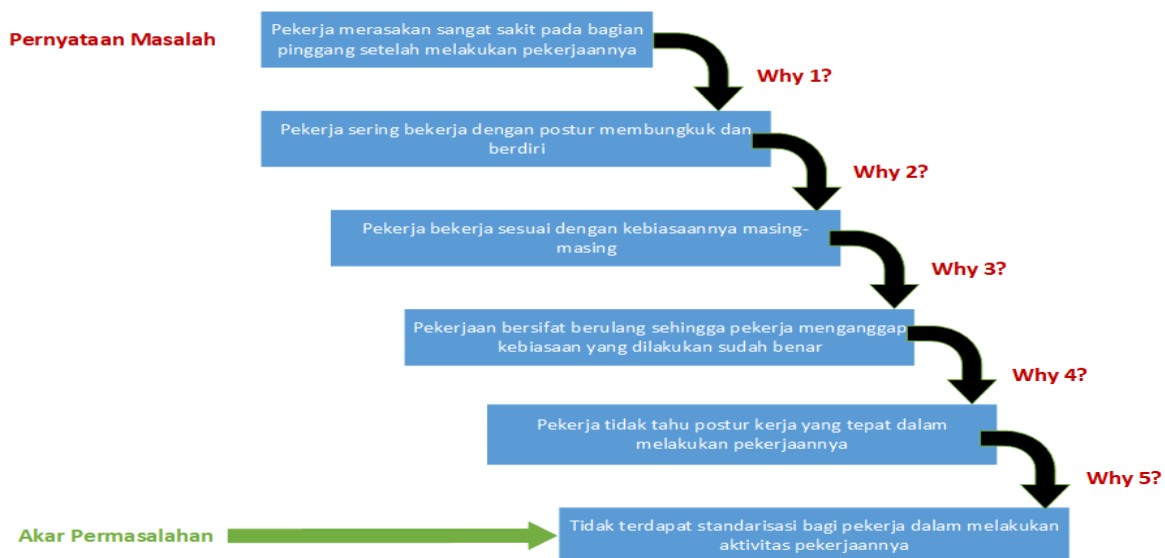 Pernyataan Masalah
Pekerja merasakan sangat sakit pada bagian
pinggang setelah melakukan pekerjaannya
Why 1?
Pekerja sering bekerja dengan postur membungkuk dan
berdiri
Why 2?
Pekerja bekerja sesuai dengan kebiasaannya masing-
masing
Why 3?
Pekerjaan bersifat berulang sehingga pekerja menganggap
kebiasaan yang dilakukan sudah benar
Why 4?
Pekerja tidak tahu postur kerja yang tepat dalam
melakukan pekerjaannya
Why 5?
Akar Permasalahan
Tidak terdapat standarisasi bagi pekerja dalam melakukan
aktivitas pekerjaannya